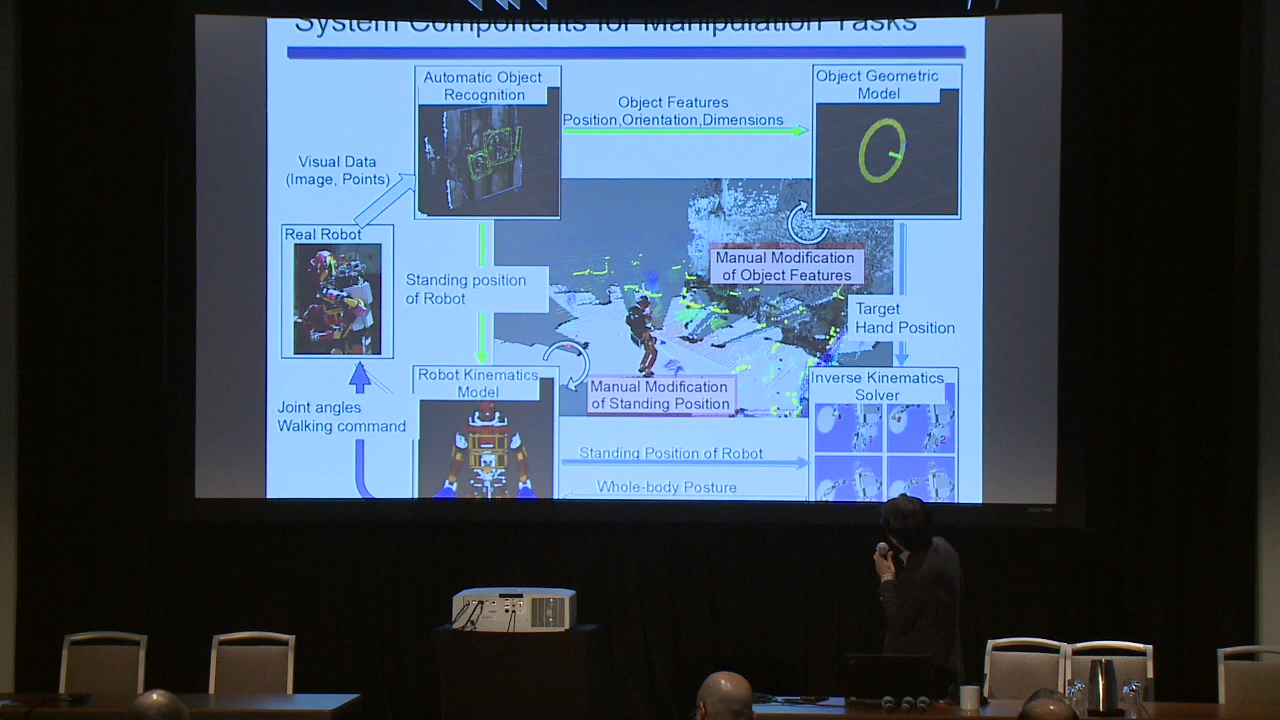 System Components for Manipulation Tasks
Automatic Object
Recognition
Object Features
Position,Orientation,Dimensions
Object Geometric
Model
Visual Data
(Image, Points)
Real Robot
Standing position
of Robot
Manual Modification
of Object Features
Target
Hand Position
Robot Kinematics
Model
Manual Modification
of Standing Position
Inverse Kinematics
Solver
Joint angles
Walking command
1
2
Standing Position of Robot
Whole-body Posture